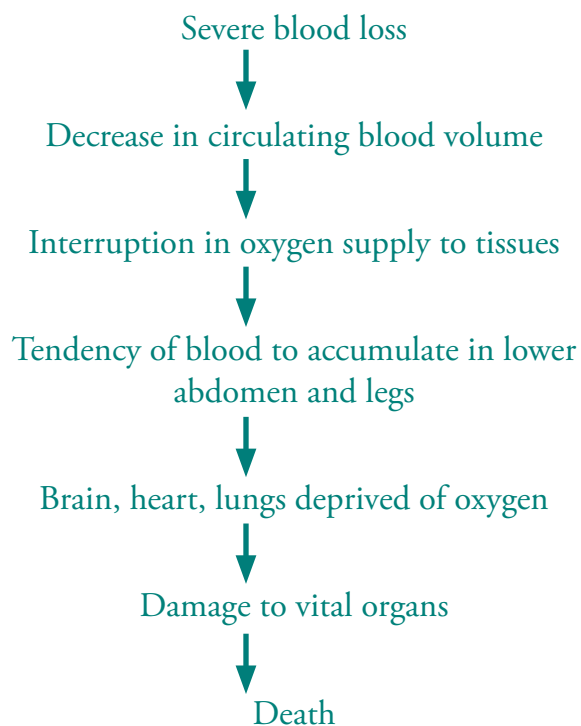 Severe blood loss
Decrease in circulating blood volume
Interruption in oxygen supply to tissues
Tendency of blood to accumulate in lower
abdomen and legs
Brain, heart, lungs deprived of oxygen
Damage to vital organs
Death